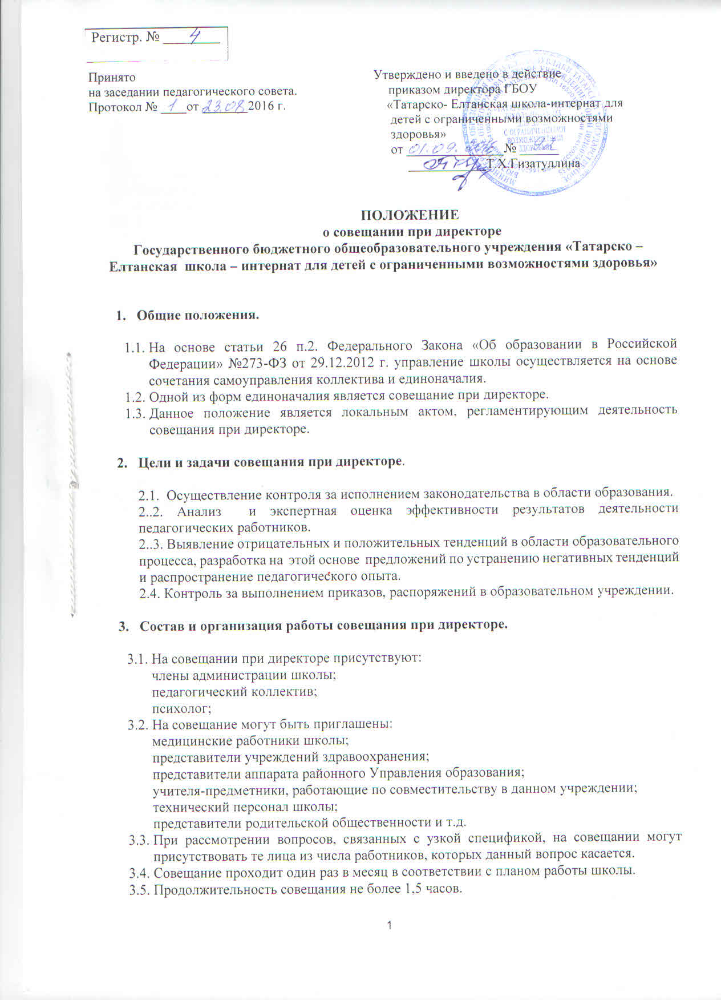 Регистр. № 4
Принято
на заседании педагогического совета.
Протокол № 1 от 23.08 2016 г.
Утверждено и введено в действие
приказом директора ГБОУ
«Татарско- Елтанская школа-интернат для
детей с ограниченными возможностями
здоровья»
от 01.09. 2016 №
Т.Х.Гизатуллина
С ОГРАНИЧЕННЫМИ
ВОЗМОЖНОСТЯМИ
ЗДОРОВЬЯ
ПОЛОЖЕНИЕ
о совещании при директоре
Государственного бюджетного общеобразовательного учреждения «Татарско –
Елтанская школа – интернат для детей с ограниченными возможностями здоровья»
1. Общие положения.
1.1. На основе статьи 26 п.2. Федерального Закона «Об образовании в Российской
Федерации» №273-ФЗ от 29.12.2012 г. управление школы осуществляется на основе
сочетания самоуправления коллектива и единоначалия.
1.2. Одной из форм единоначалия является совещание при директоре.
1.3. Данное положение является локальным актом, регламентирующим деятельность
совещания при директоре.
2. Цели и задачи совещания при директоре.
2.1. Осуществление контроля за исполнением законодательства в области образования.
2..2. Анализ и экспертная оценка эффективности результатов деятельности
педагогических работников.
2..3. Выявление отрицательных и положительных тенденций в области образовательного
процесса, разработка на этой основе предложений по устранению негативных тенденций
и распространение педагогического опыта.
2.4. Контроль за выполнением приказов, распоряжений в образовательном учреждении.
3. Состав и организация работы совещания при директоре.
3.1. На совещании при директоре присутствуют:
члены администрации школы;
педагогический коллектив;
психолог;
3.2. На совещание могут быть приглашены:
медицинские работники школы;
представители учреждений здравоохранения;
представители аппарата районного Управления образования;
учителя-предметники, работающие по совместительству в данном учреждении;
технический персонал школы;
представители родительской общественности и т.д.
3.3. При рассмотрении вопросов, связанных с узкой спецификой, на совещании могут
присутствовать те лица из числа работников, которых данный вопрос касается.
3.4. Совещание проходит один раз в месяц в соответствии с планом работы школы.
3.5. Продолжительность совещания не более 1,5 часов.
1